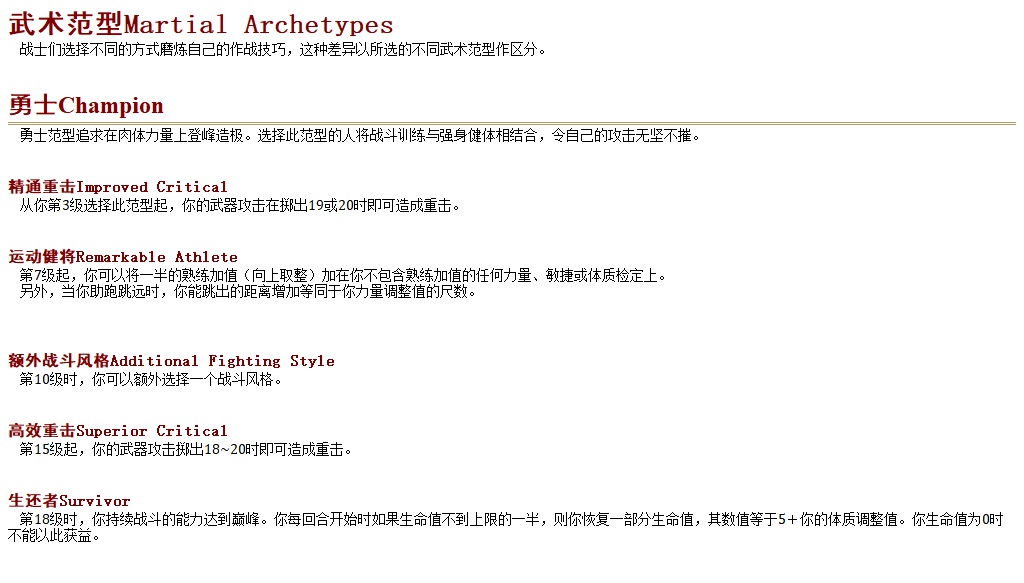 武术范型Martial Archetypes
战士们选择不同的方式磨炼自己的作战技巧，这种差异以所选的不同武术范型作区分。
勇士Champion
勇士范型追求在肉体力量上登峰造极。选择此范型的人将战斗训练与强身健体相结合，令自己的攻击无坚不摧。
精通重击Improved Critical
从你第3级选择此范型起，你的武器攻击在掷出19或20时即可造成重击。
运动健将Remarkable Athlete
第7级起，你可以将一半的熟练加值（向上取整）加在你不包含熟练加值的任何力量、敏捷或体质检定上。
另外，当你助跑跳远时，你能跳出的距离增加等同于你力量调整值的尺数。
额外战斗风格Additional Fighting Style
第10级时，你可以额外选择一个战斗风格。
高效重击Superior Critical
第15级起，你的武器攻击掷出18~20时即可造成重击。
生还者Survivor
第18级时，你持续战斗的能力达到巅峰。你每回合开始时如果生命值不到上限的一半，则你恢复一部分生命值，其数值等于5＋你的体质调整值。你生命值为0时
不能以此获益。